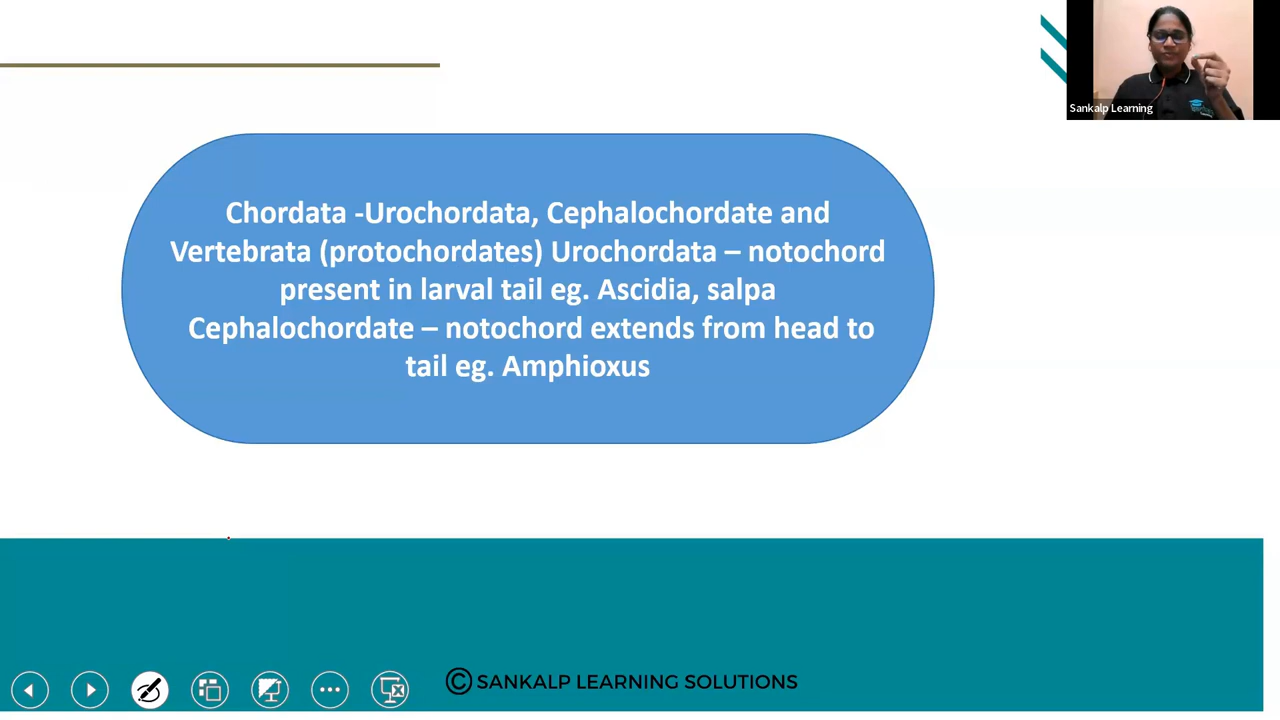 Sankalp Learning
Chordata -Urochordata, Cephalochordate and
Vertebrata (protochordates) Urochordata – notochord
present in larval tail eg. Ascidia, salpa
Cephalochordate – notochord extends from head to
tail eg. Amphioxus
© SANKALP LEARNING SOLUTIONS